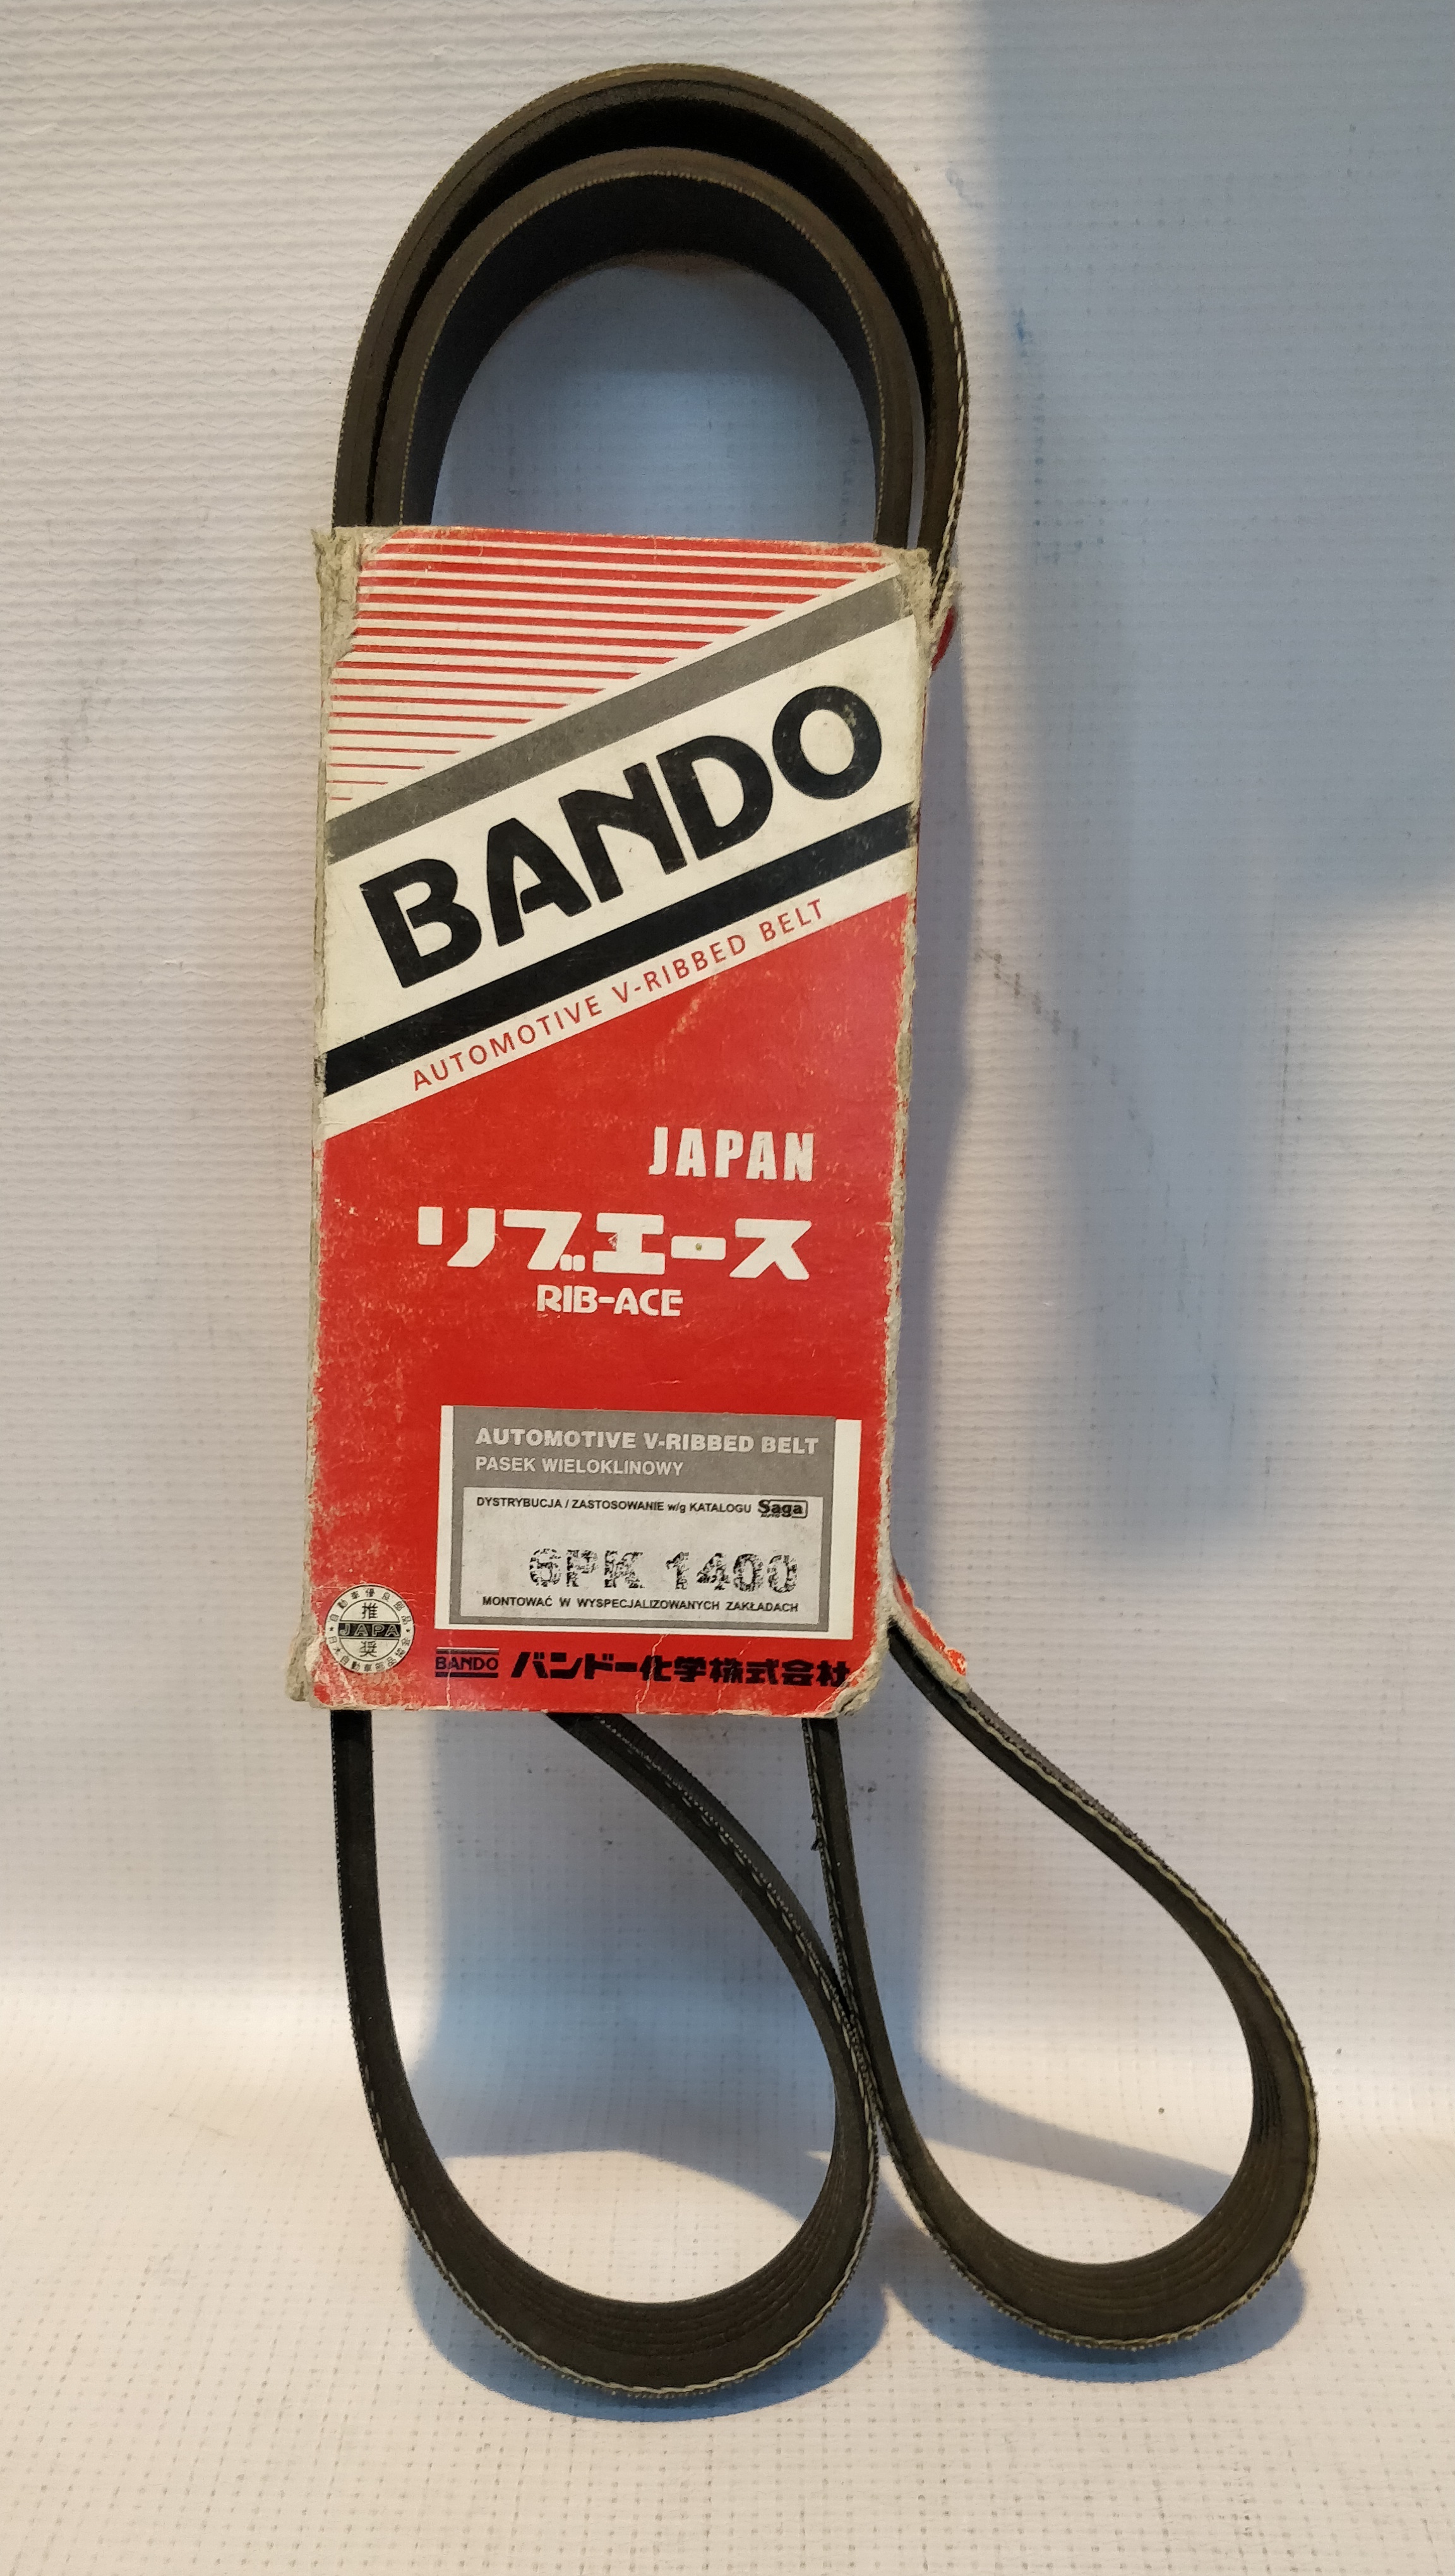 BANDO
AUTOMOTIVE V-RIBBED BELT
JAPAN
リブエース
RIB-ACE
AUTOMOTIVE V-RIBBED BELT
PASEK WIELOKLINOWY
DYSTRYBUCJA / ZASTOSOWANIE w/g KATALOGU Saga
6PK 1400
MONTOWAĆ W WYSPECJALIZOWANYCH ZAKŁADACH
推
JAPA
奨
BANDO バンドー化学株式会社